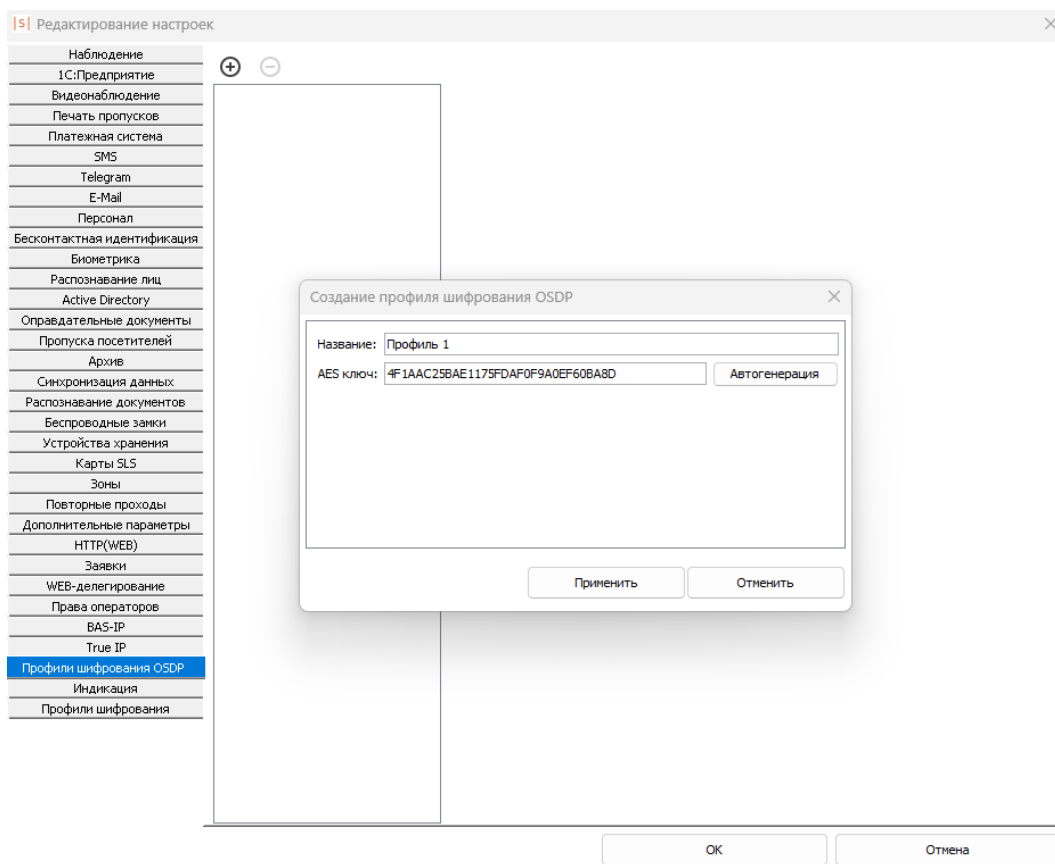 |S| Редактирование настроек
Наблюдение
1С:Предприятие
Видеонаблюдение
Печать пропусков
Платежная система
SMS
Telegram
E-Mail
Персонал
Бесконтактная идентификация
Биометрика
Распознавание лиц
Active Directory
Оправдательные документы
Пропуска посетителей
Архив
Синхронизация данных
Распознавание документов
Беспроводные замки
Устройства хранения
Карты SLS
Зоны
Повторные проходы
Дополнительные параметры
HTTP(WEB)
Заявки
WEB-делегирование
Права операторов
BAS-IP
True IP
Профили шифрования OSDP
Индикация
Профили шифрования
Создание профиля шифрования OSDP
Название: Профиль 1
AES ключ: 4F1AAC25BAE1175FDAF0F9A0EF60BA8D Автогенерация
Применить Отменить
OK Отмена